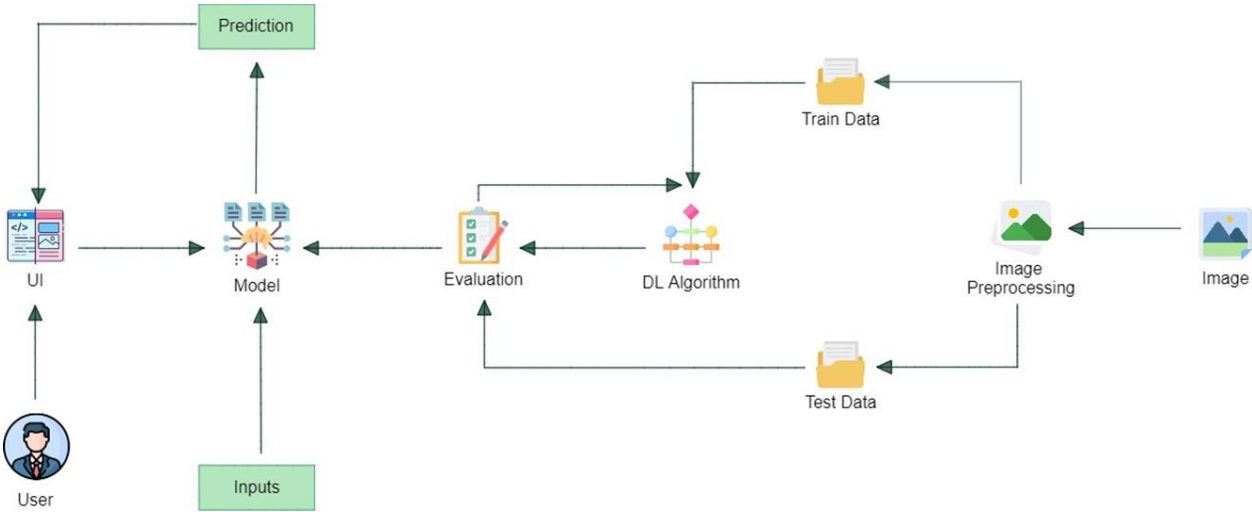 Prediction
Train Data
UI
Model
Evaluation
DL Algorithm
Image
Preprocessing
Image
Test Data
User
Inputs